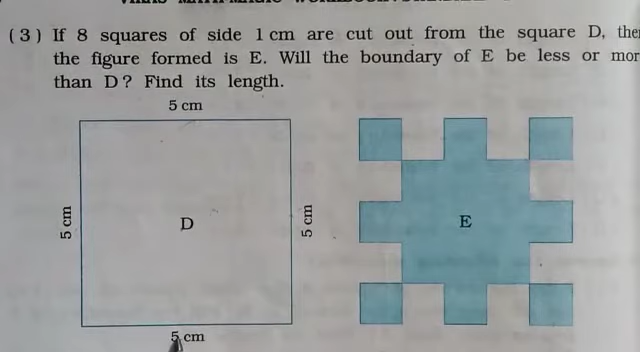 (3) If 8 squares of side 1 cm are cut out from the square D, the
the figure formed is E. Will the boundary of E be less or mor
than D? Find its length.
5 cm
5 cm
D
5 cm
E
5 cm